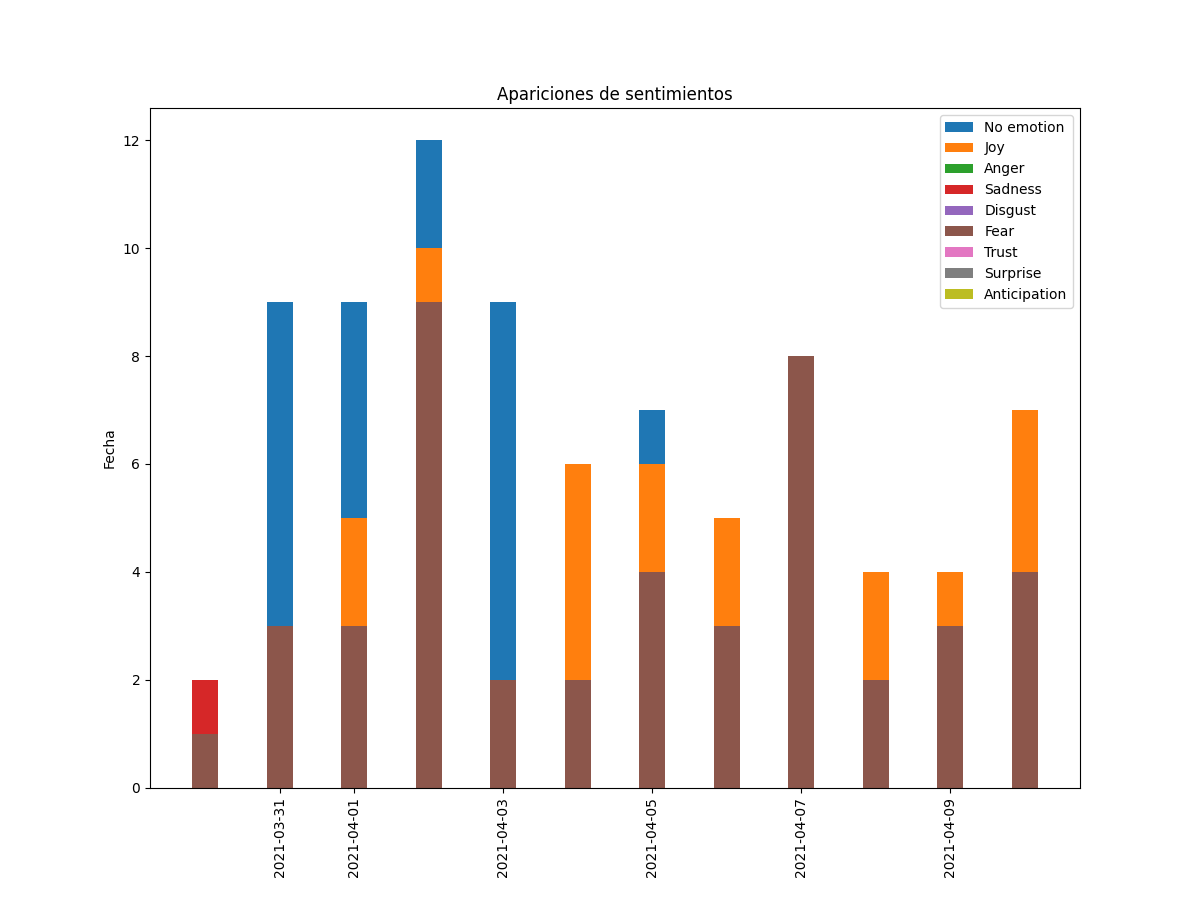 Apariciones de sentimientos
No emotion
Joy
Anger
Sadness
Disgust
Fear
Trust
Surprise
Anticipation
Fecha
12
10
8
6
4
2
0
2021-03-31
2021-04-01
2021-04-03
2021-04-05
2021-04-07
2021-04-09